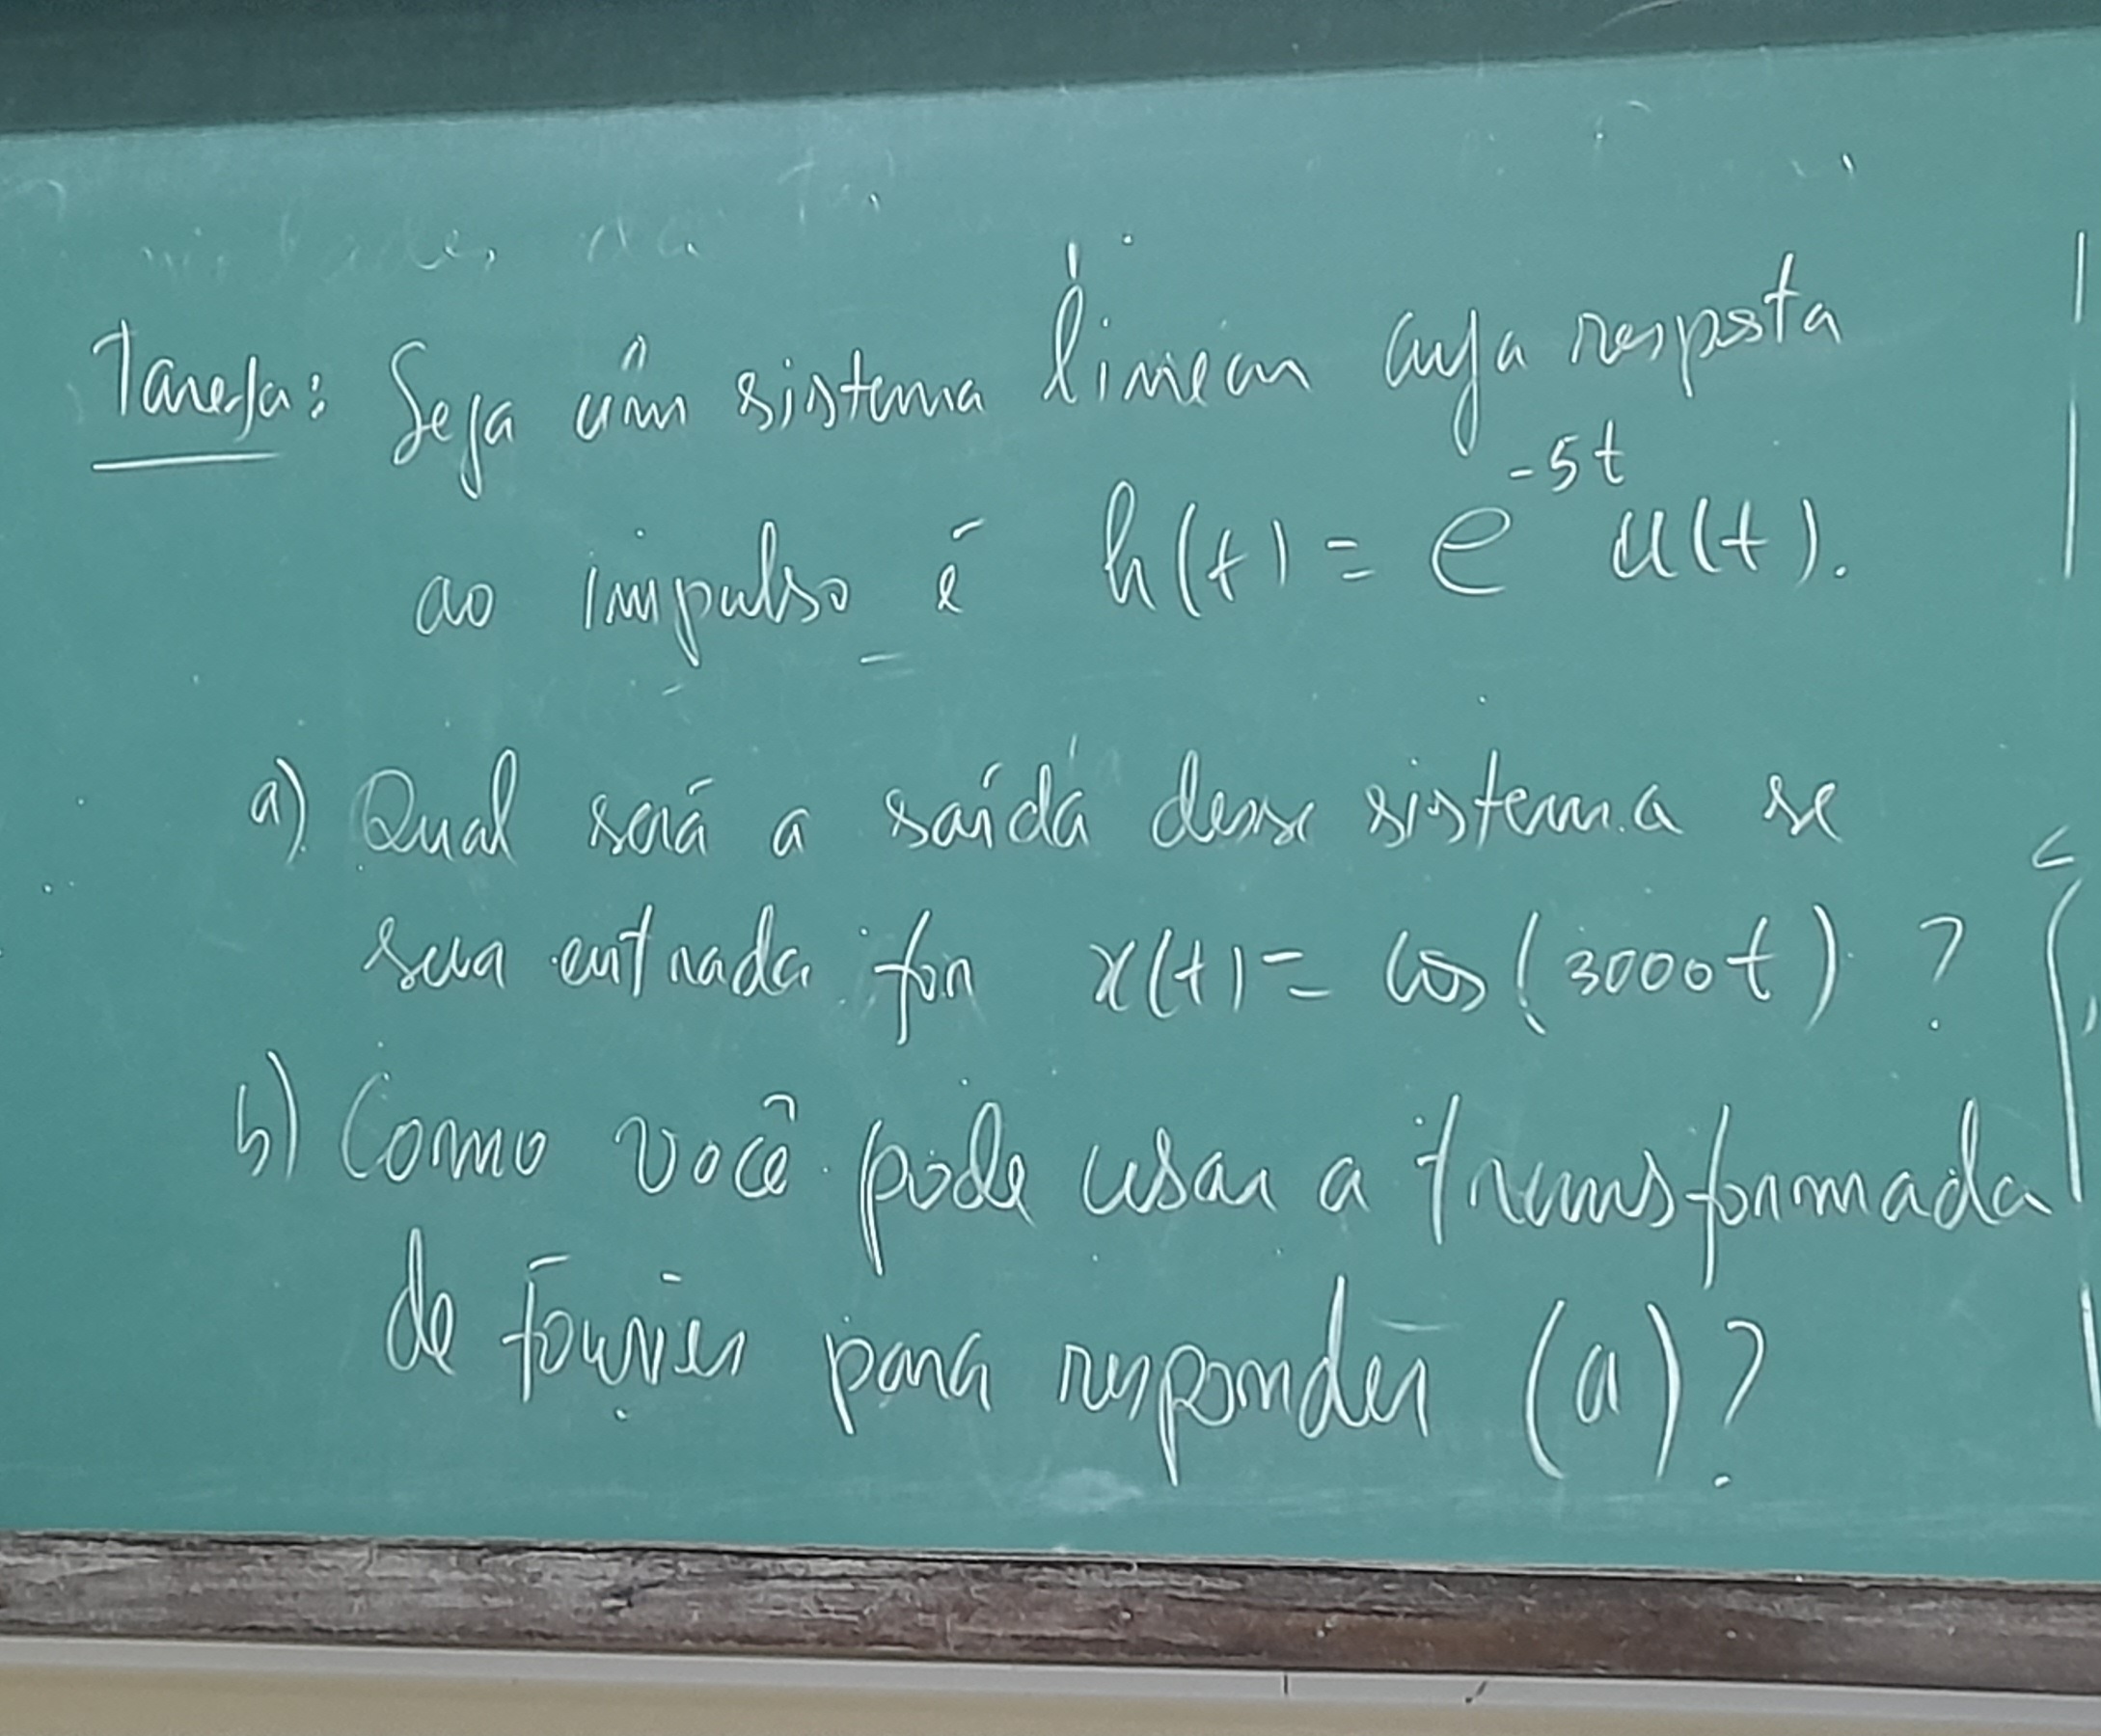 Tarefa: Seja um sistema linear cuja resposta
ao impulso é h(t) = e^{-5t} u(t).
a) Qual será a saída desse sistema se
sua entrada for x(t) = cos(3000t) ?
b) Como você pode usar a transformada
de Fourier para responder (a)?